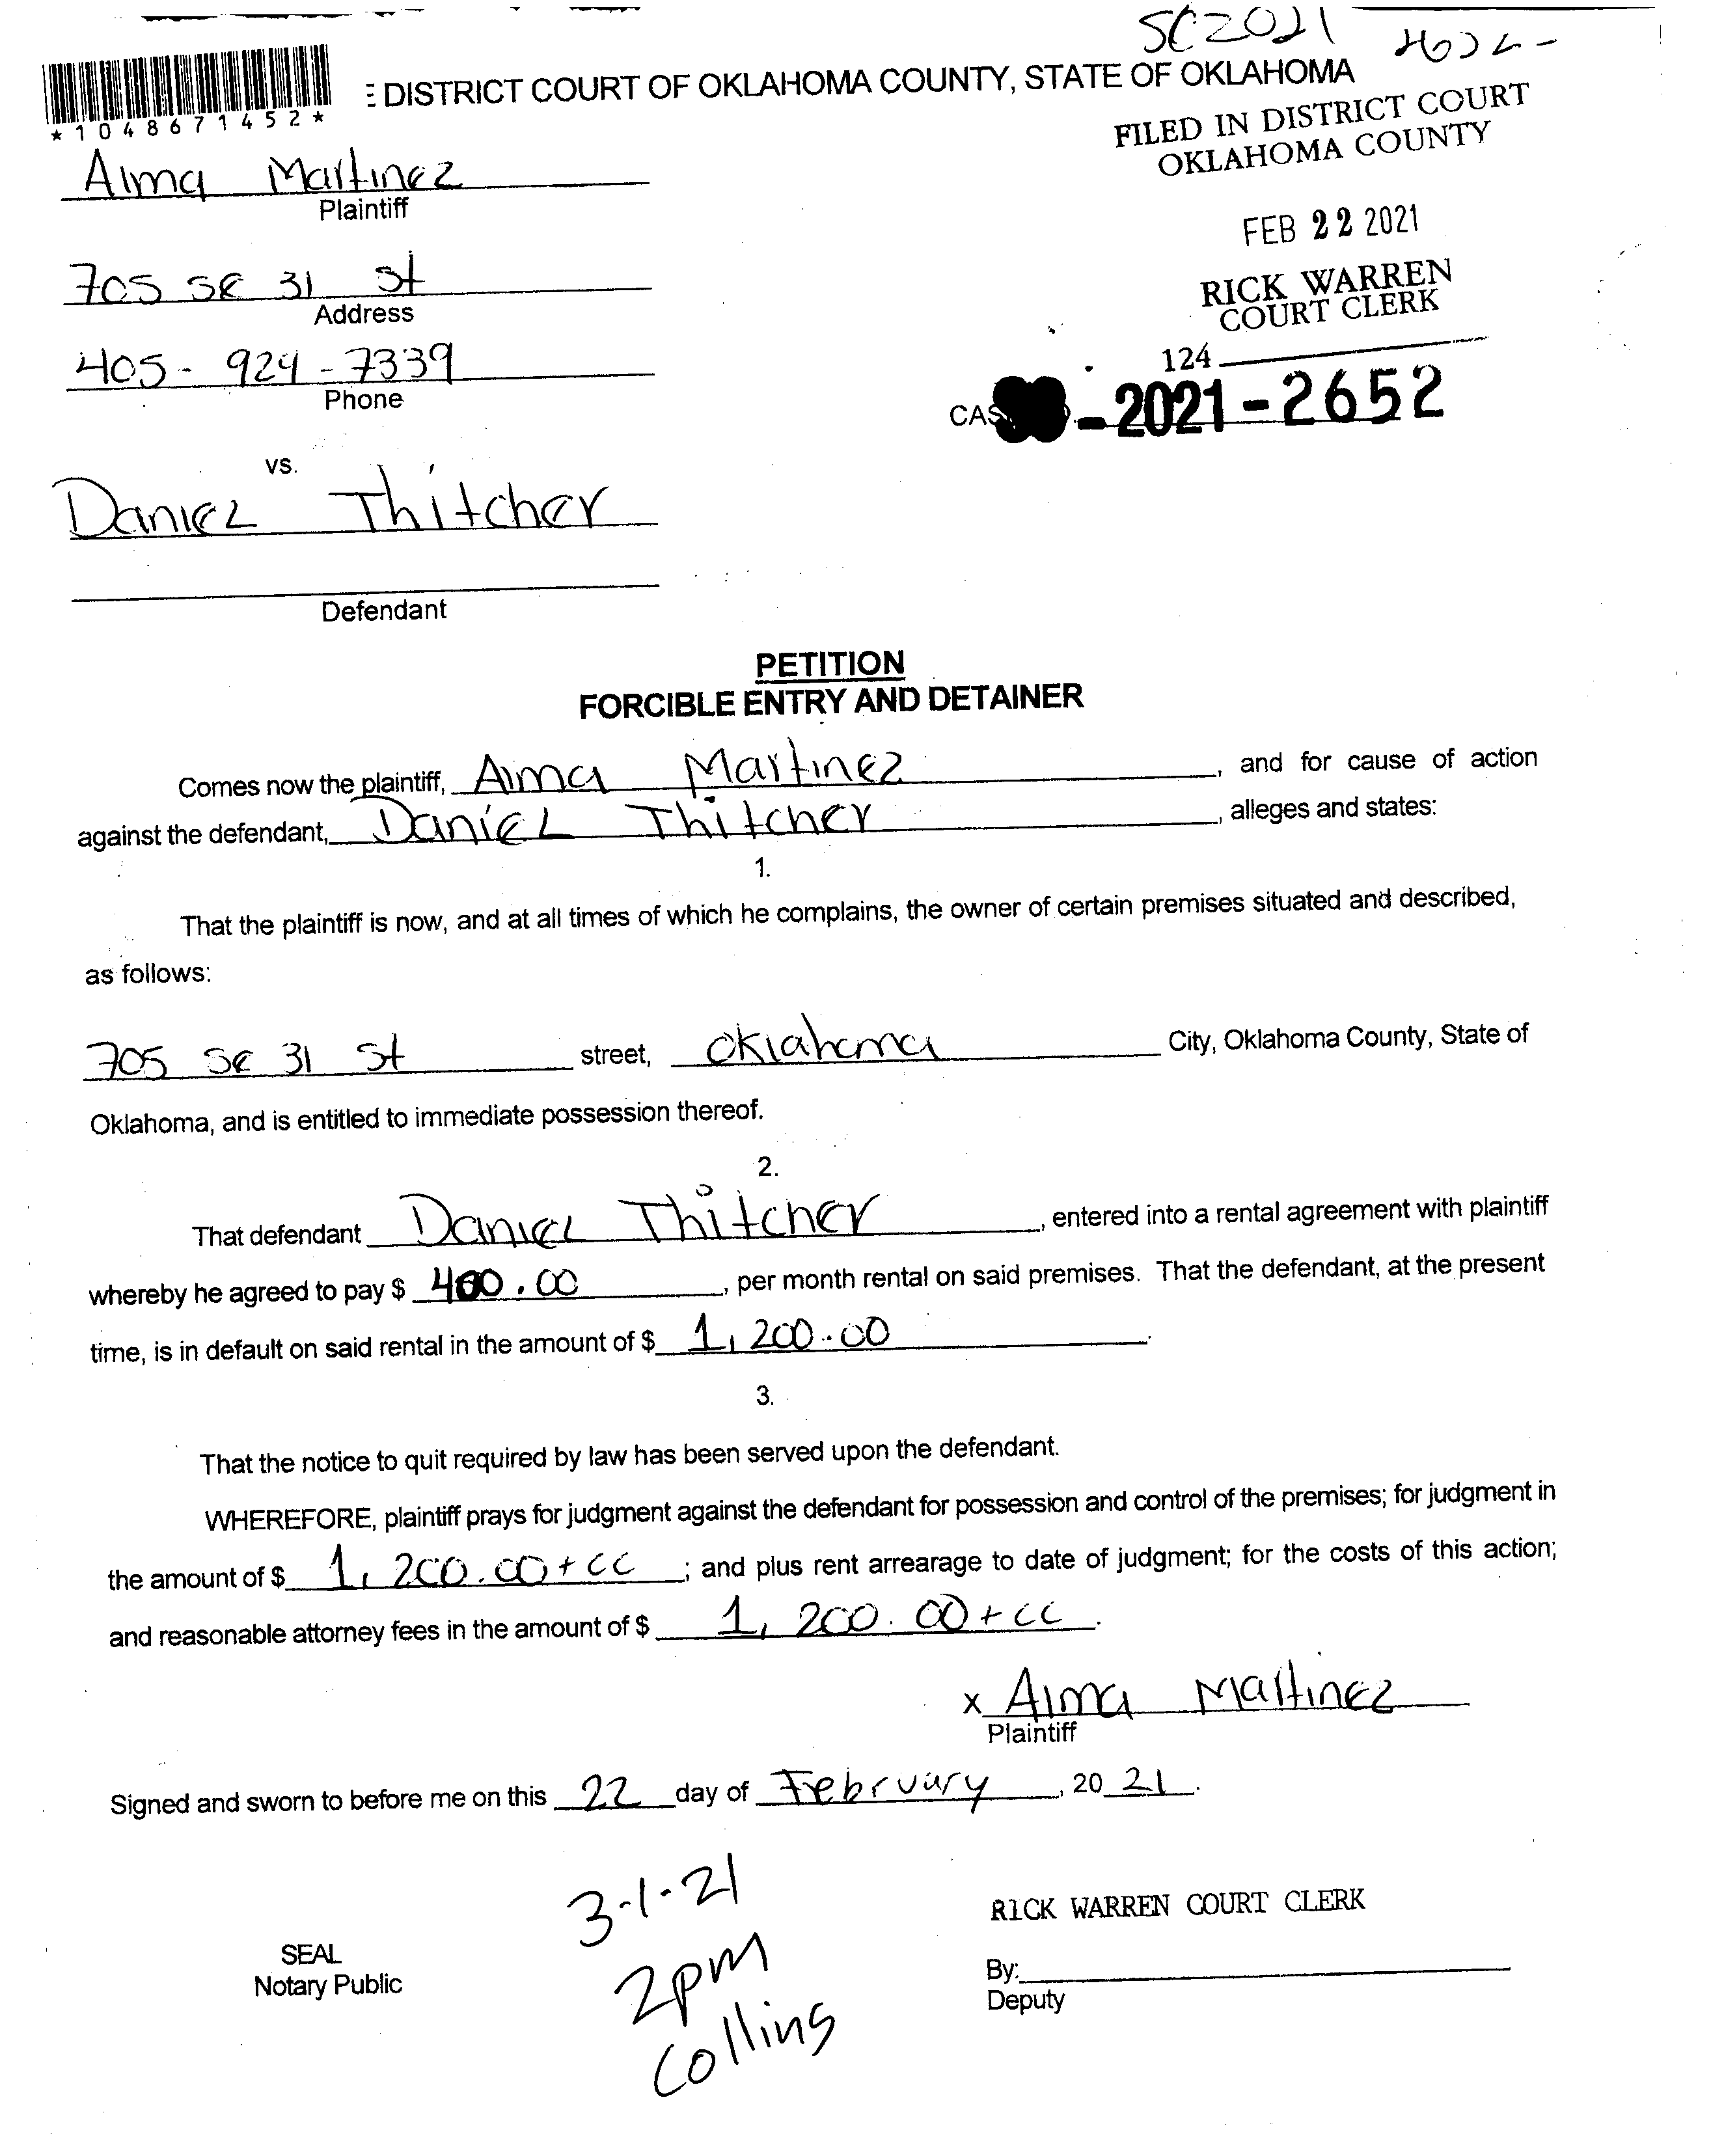 SC2021
*1048671452*
E DISTRICT COURT OF OKLAHOMA COUNTY, STATE OF OKLAHOMA
FILED IN DISTRICT COURT
OKLAHOMA COUNTY
Alma Martinez
Plaintiff
FEB 22 2021
705 SE 31 St
Address
RICK WARREN
COURT CLERK
405-924-7339
Phone
124
CAS -2021-2652
vs.
Daniel Thitcher
Defendant
PETITION
FORCIBLE ENTRY AND DETAINER
Comes now the plaintiff, Alma Martinez, and for cause of action
against the defendant, Daniel Thitcher, alleges and states:
1.
That the plaintiff is now, and at all times of which he complains, the owner of certain premises situated and described,
as follows:
705 SE 31 St street, Oklahoma City, Oklahoma County, State of
Oklahoma, and is entitled to immediate possession thereof.
2.
That defendant Daniel Thitcher, entered into a rental agreement with plaintiff
whereby he agreed to pay $ 400.00, per month rental on said premises. That the defendant, at the present
time, is in default on said rental in the amount of $ 1,200.00.
3.
That the notice to quit required by law has been served upon the defendant.
WHEREFORE, plaintiff prays for judgment against the defendant for possession and control of the premises; for judgment in
the amount of $ 1,200.00+cc; and plus rent arrearage to date of judgment; for the costs of this action;
and reasonable attorney fees in the amount of $ 1,200.00+cc.
x Alma Martinez
Plaintiff
Signed and sworn to before me on this 22 day of February, 20 21.
3-1-21
2pm
Collins
RICK WARREN COURT CLERK
SEAL
Notary Public
By:
Deputy